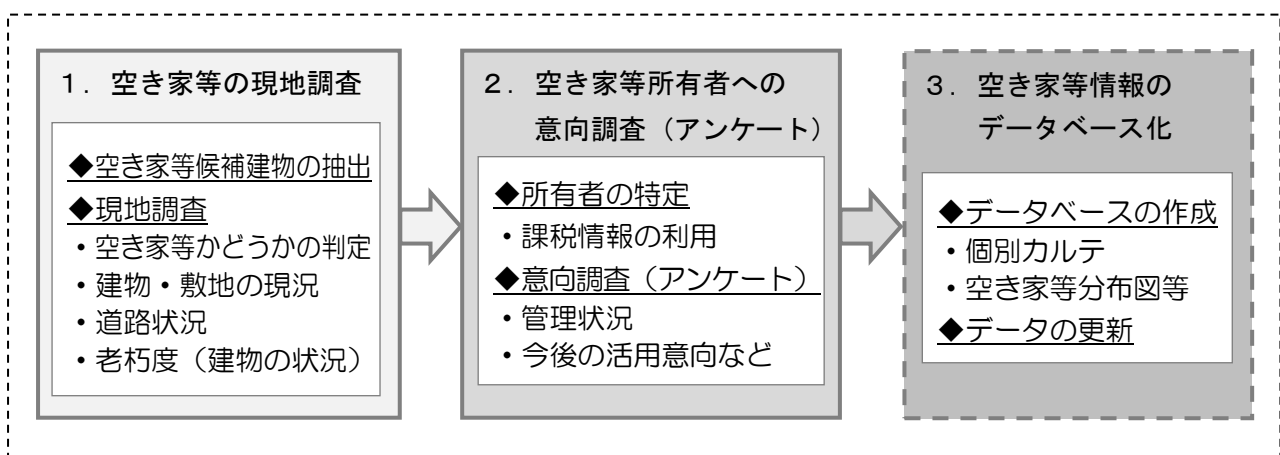 １．空き家等の現地調査
◆空き家等候補建物の抽出
◆現地調査
・空き家等かどうかの判定
・建物・敷地の現況
・道路状況
・老朽度（建物の状況）
２．空き家等所有者への
意向調査（アンケート）
◆所有者の特定
・課税情報の利用
◆意向調査（アンケート）
・管理状況
・今後の活用意向など
３．空き家等情報の
データベース化
◆データベースの作成
・個別カルテ
・空き家等分布図等
◆データの更新